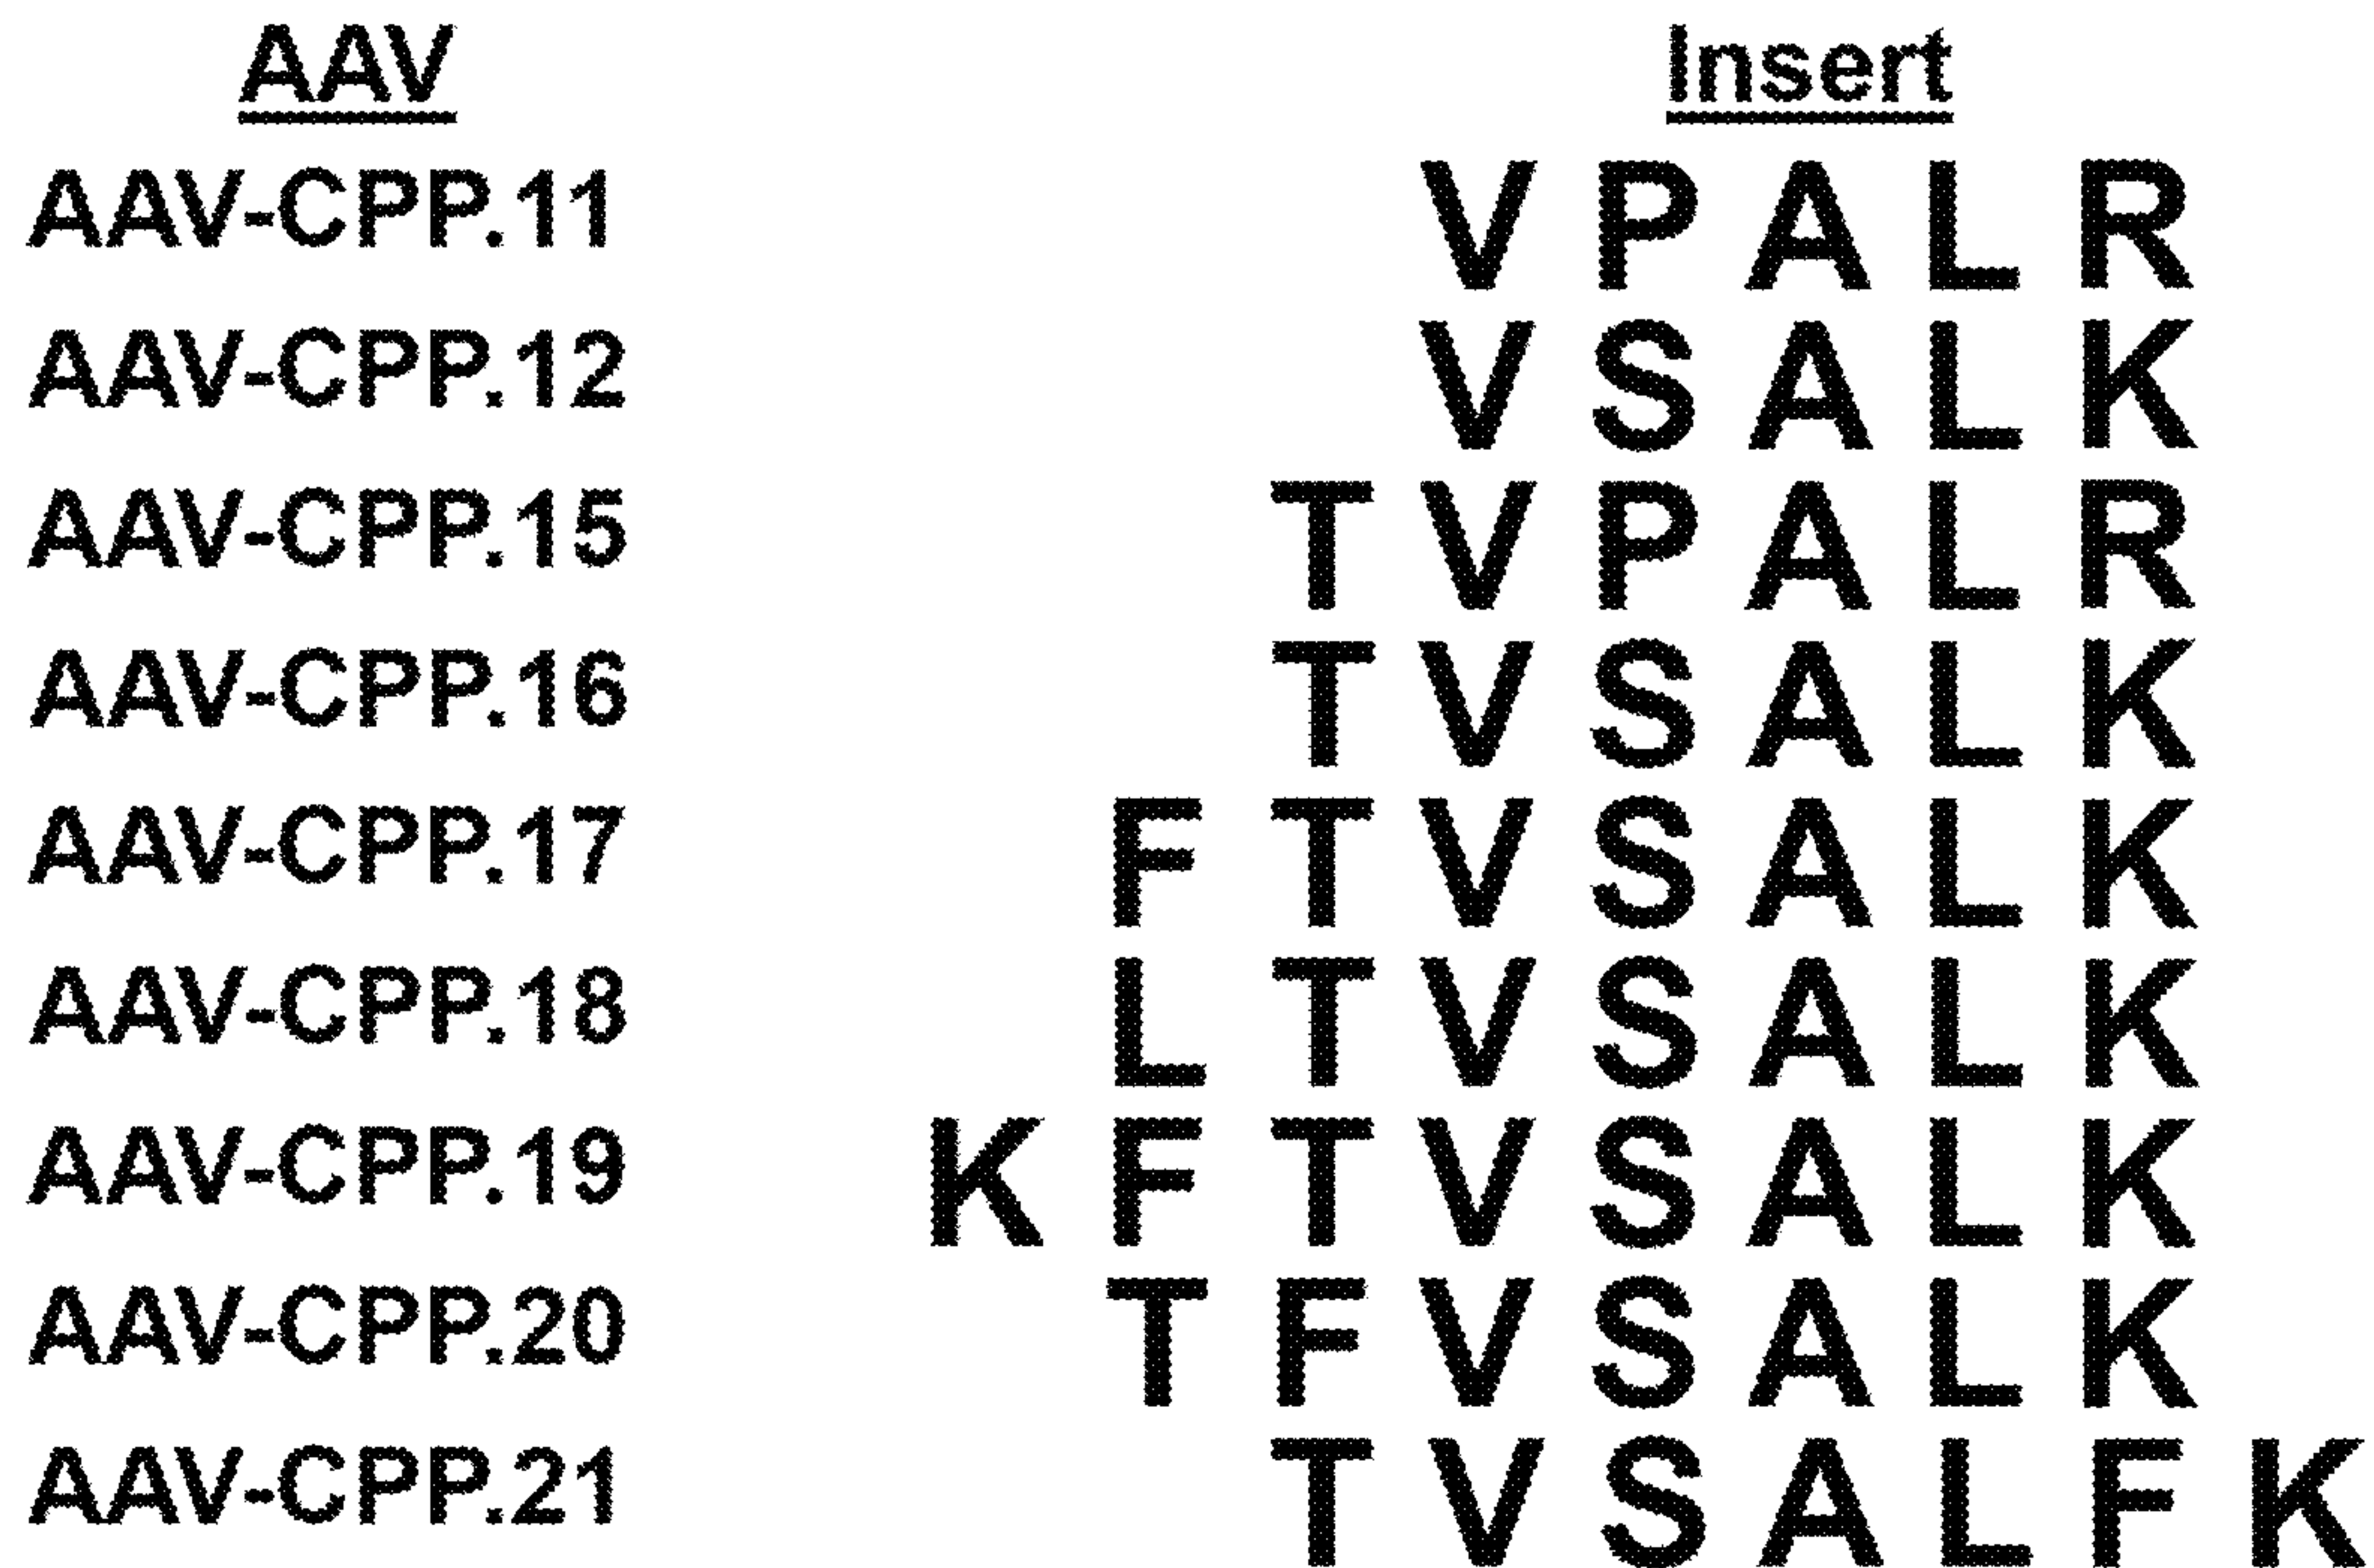 AAV Insert
AAV-CPP.11 V P A L R
AAV-CPP.12 V S A L K
AAV-CPP.15 T V P A L R
AAV-CPP.16 T V S A L K
AAV-CPP.17 F T V S A L K
AAV-CPP.18 L T V S A L K
AAV-CPP.19 K F T V S A L K
AAV-CPP.20 T F V S A L K
AAV-CPP.21 T V S A L F K